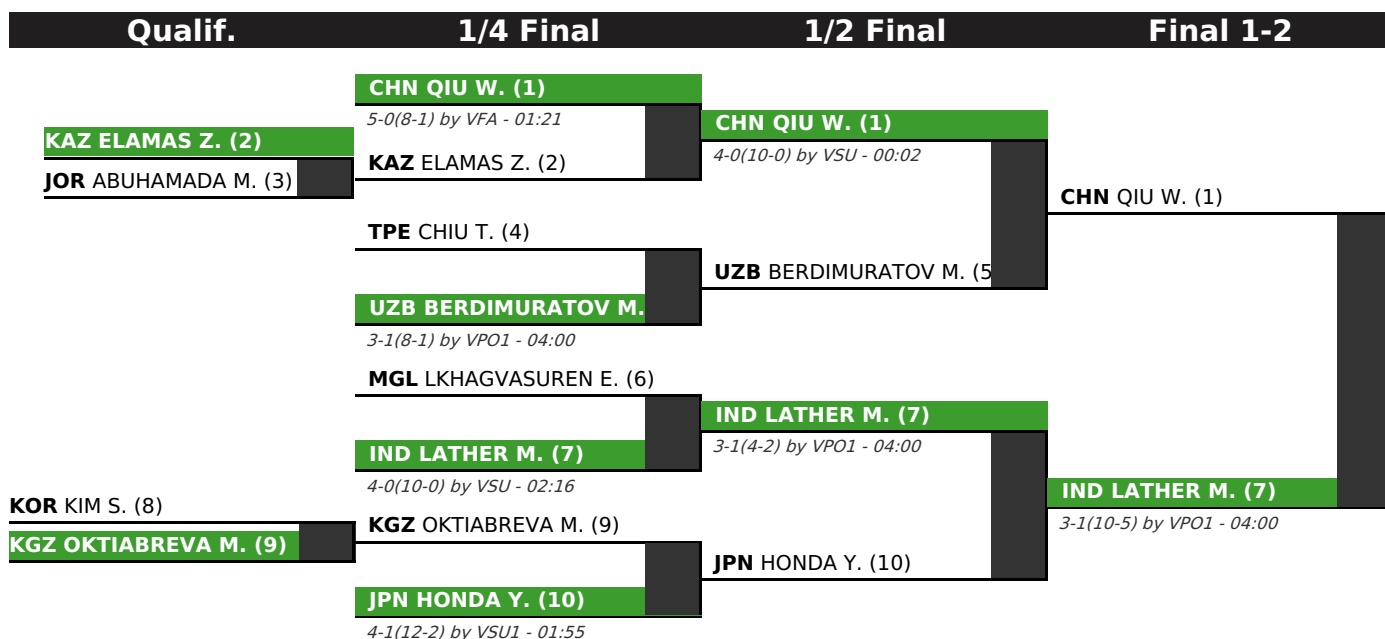 Qualif.
1/4 Final
1/2 Final
Final 1-2
KAZ ELAMAS Z. (2)
JOR ABUHAMADA M. (3)
KOR KIM S. (8)
KGZ OKTIABREVA M. (9)
CHN QIU W. (1)
5-0(8-1) by VFA - 01:21
KAZ ELAMAS Z. (2)
TPE CHIU T. (4)
UZB BERDIMURATOV M.
3-1(8-1) by VPO1 - 04:00
MGL LKHAGVASUREN E. (6)
IND LATHER M. (7)
4-0(10-0) by VSU - 02:16
KGZ OKTIABREVA M. (9)
JPN HONDA Y. (10)
4-1(12-2) by VSU1 - 01:55
CHN QIU W. (1)
4-0(10-0) by VSU - 00:02
UZB BERDIMURATOV M. (5
IND LATHER M. (7)
3-1(4-2) by VPO1 - 04:00
JPN HONDA Y. (10)
CHN QIU W. (1)
IND LATHER M. (7)
3-1(10-5) by VPO1 - 04:00